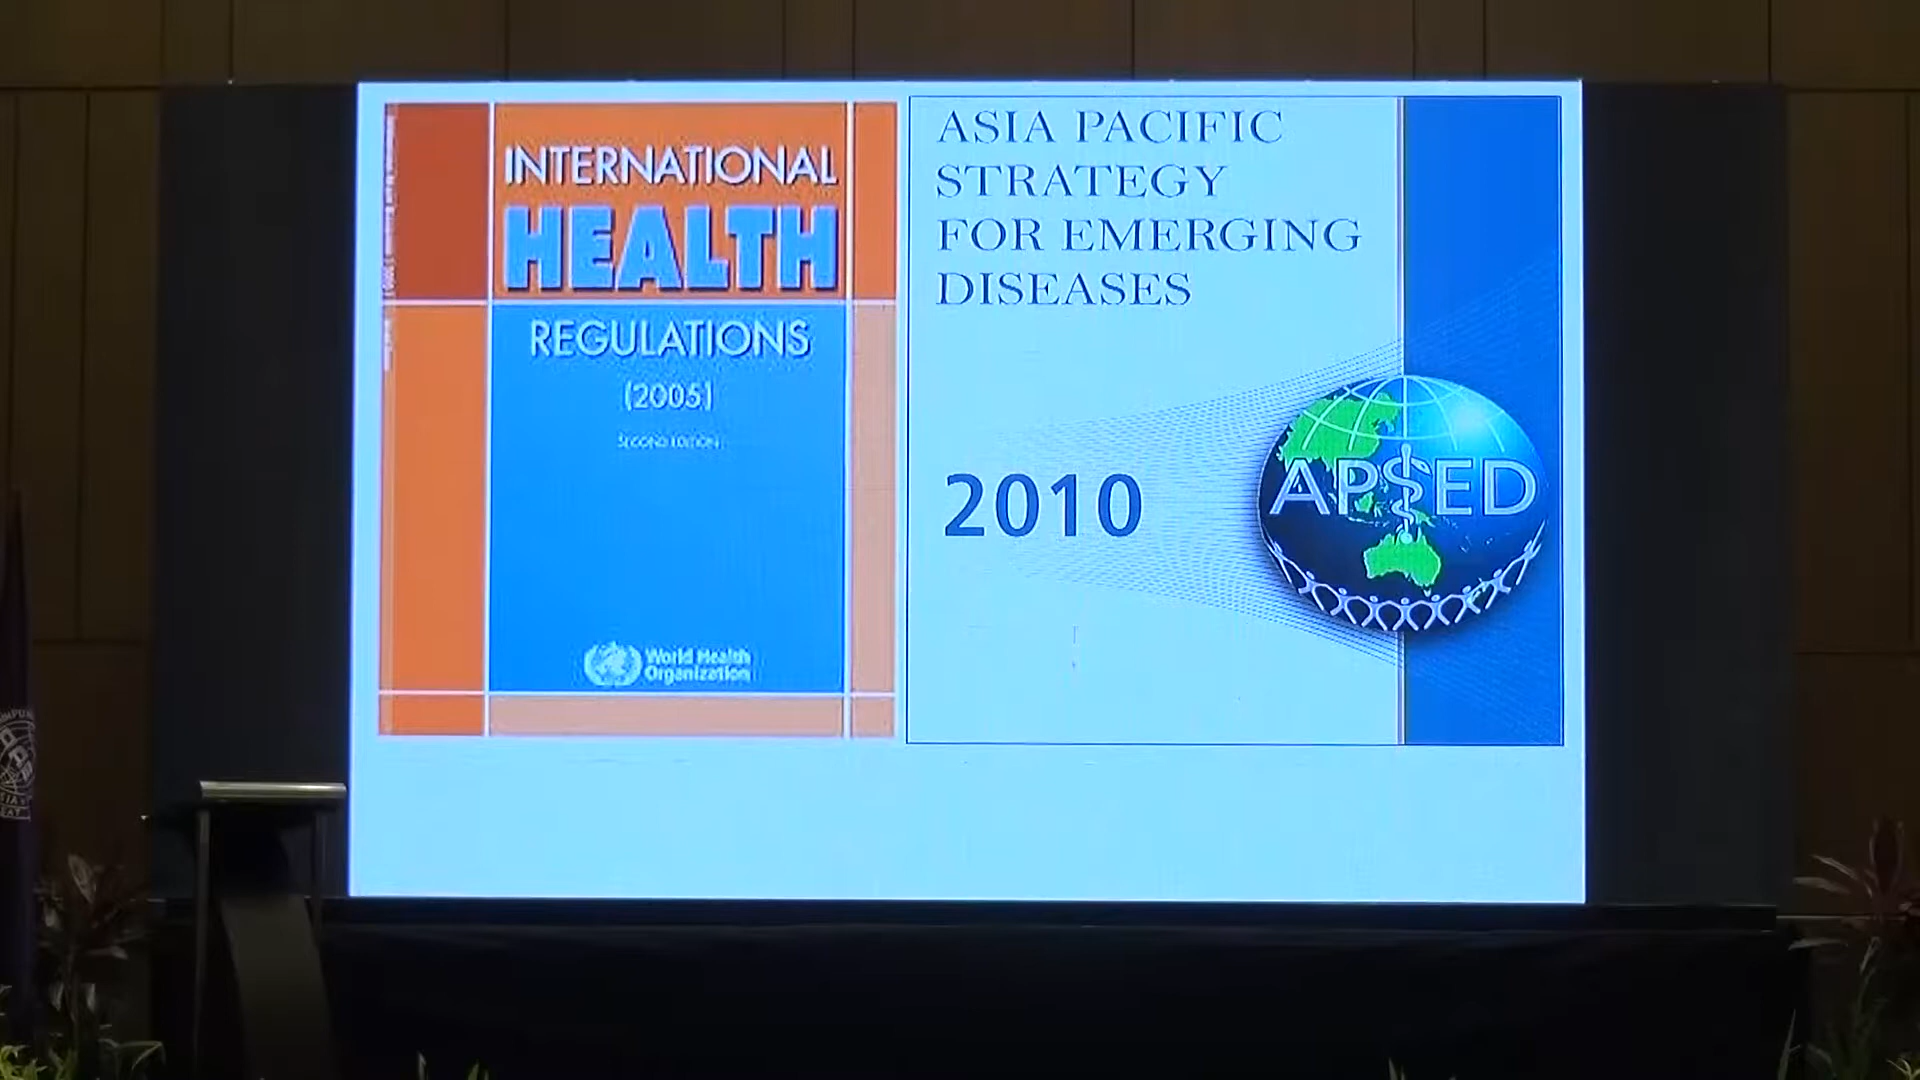 INTERNATIONAL
HEALTH
REGULATIONS
(2005)
SECOND EDITION
World Health
Organization
ASIA PACIFIC
STRATEGY
FOR EMERGING
DISEASES
2010
APSED